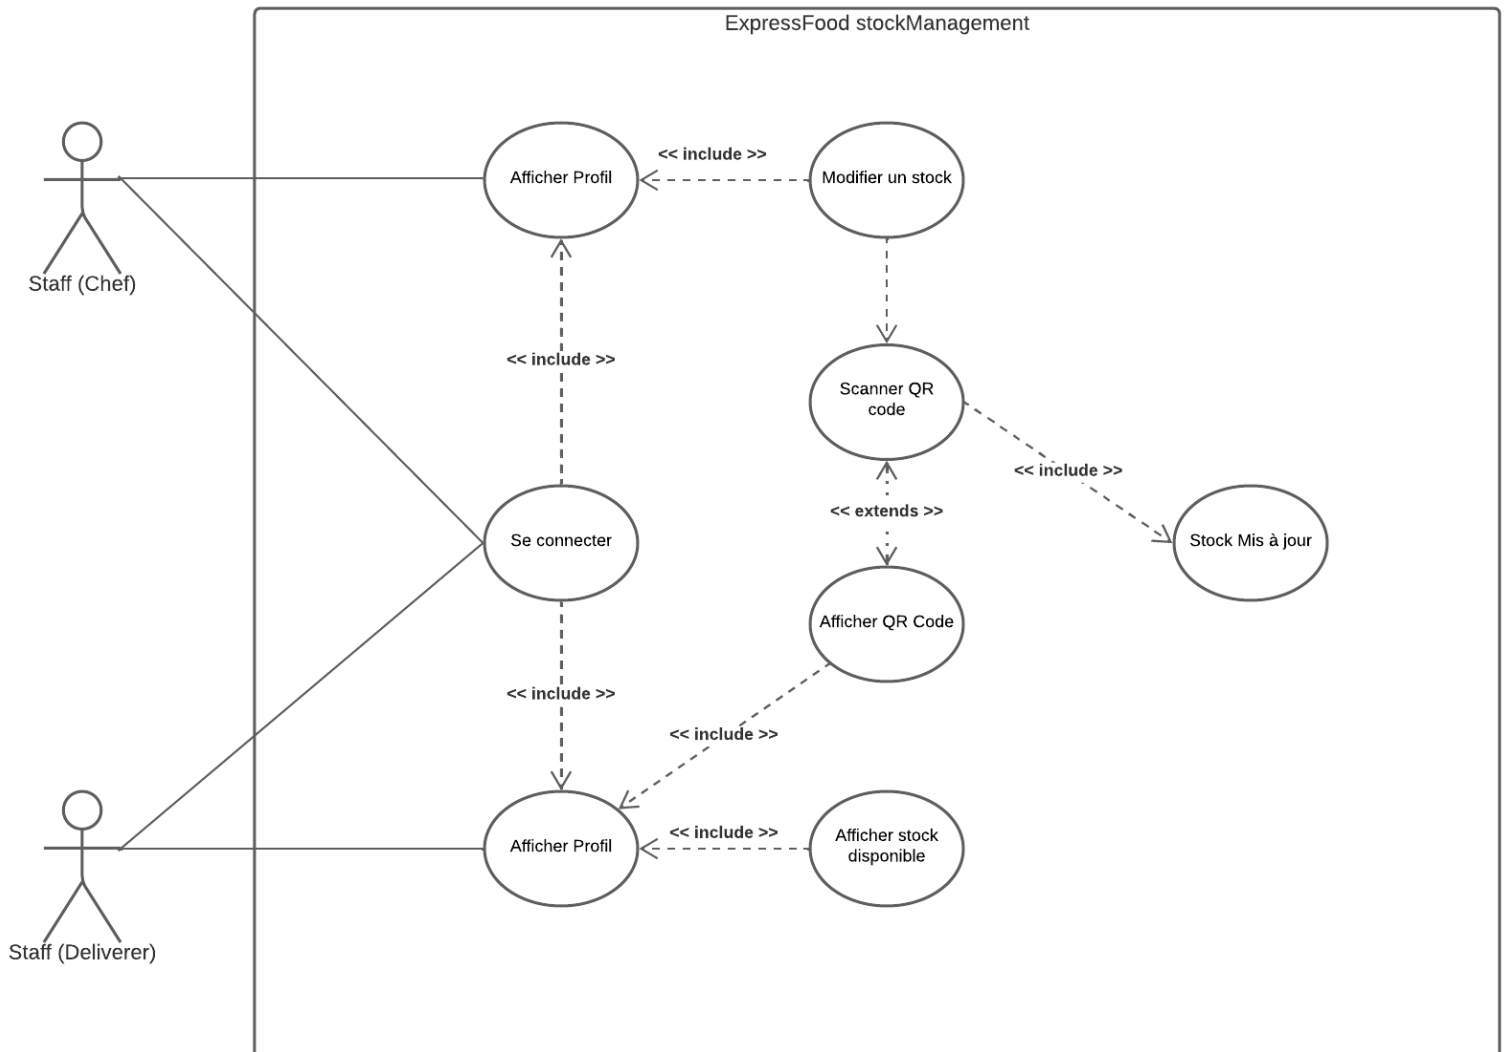 ExpressFood stockManagement
<< include >>
Afficher Profil
Modifier un stock
Staff (Chef)
<< include >>
Scanner QR
code
<< include >>
<< extends >>
Se connecter
Stock Mis à jour
Afficher QR Code
<< include >>
<< include >>
<< include >>
Afficher Profil
Afficher stock
disponible
Staff (Deliverer)